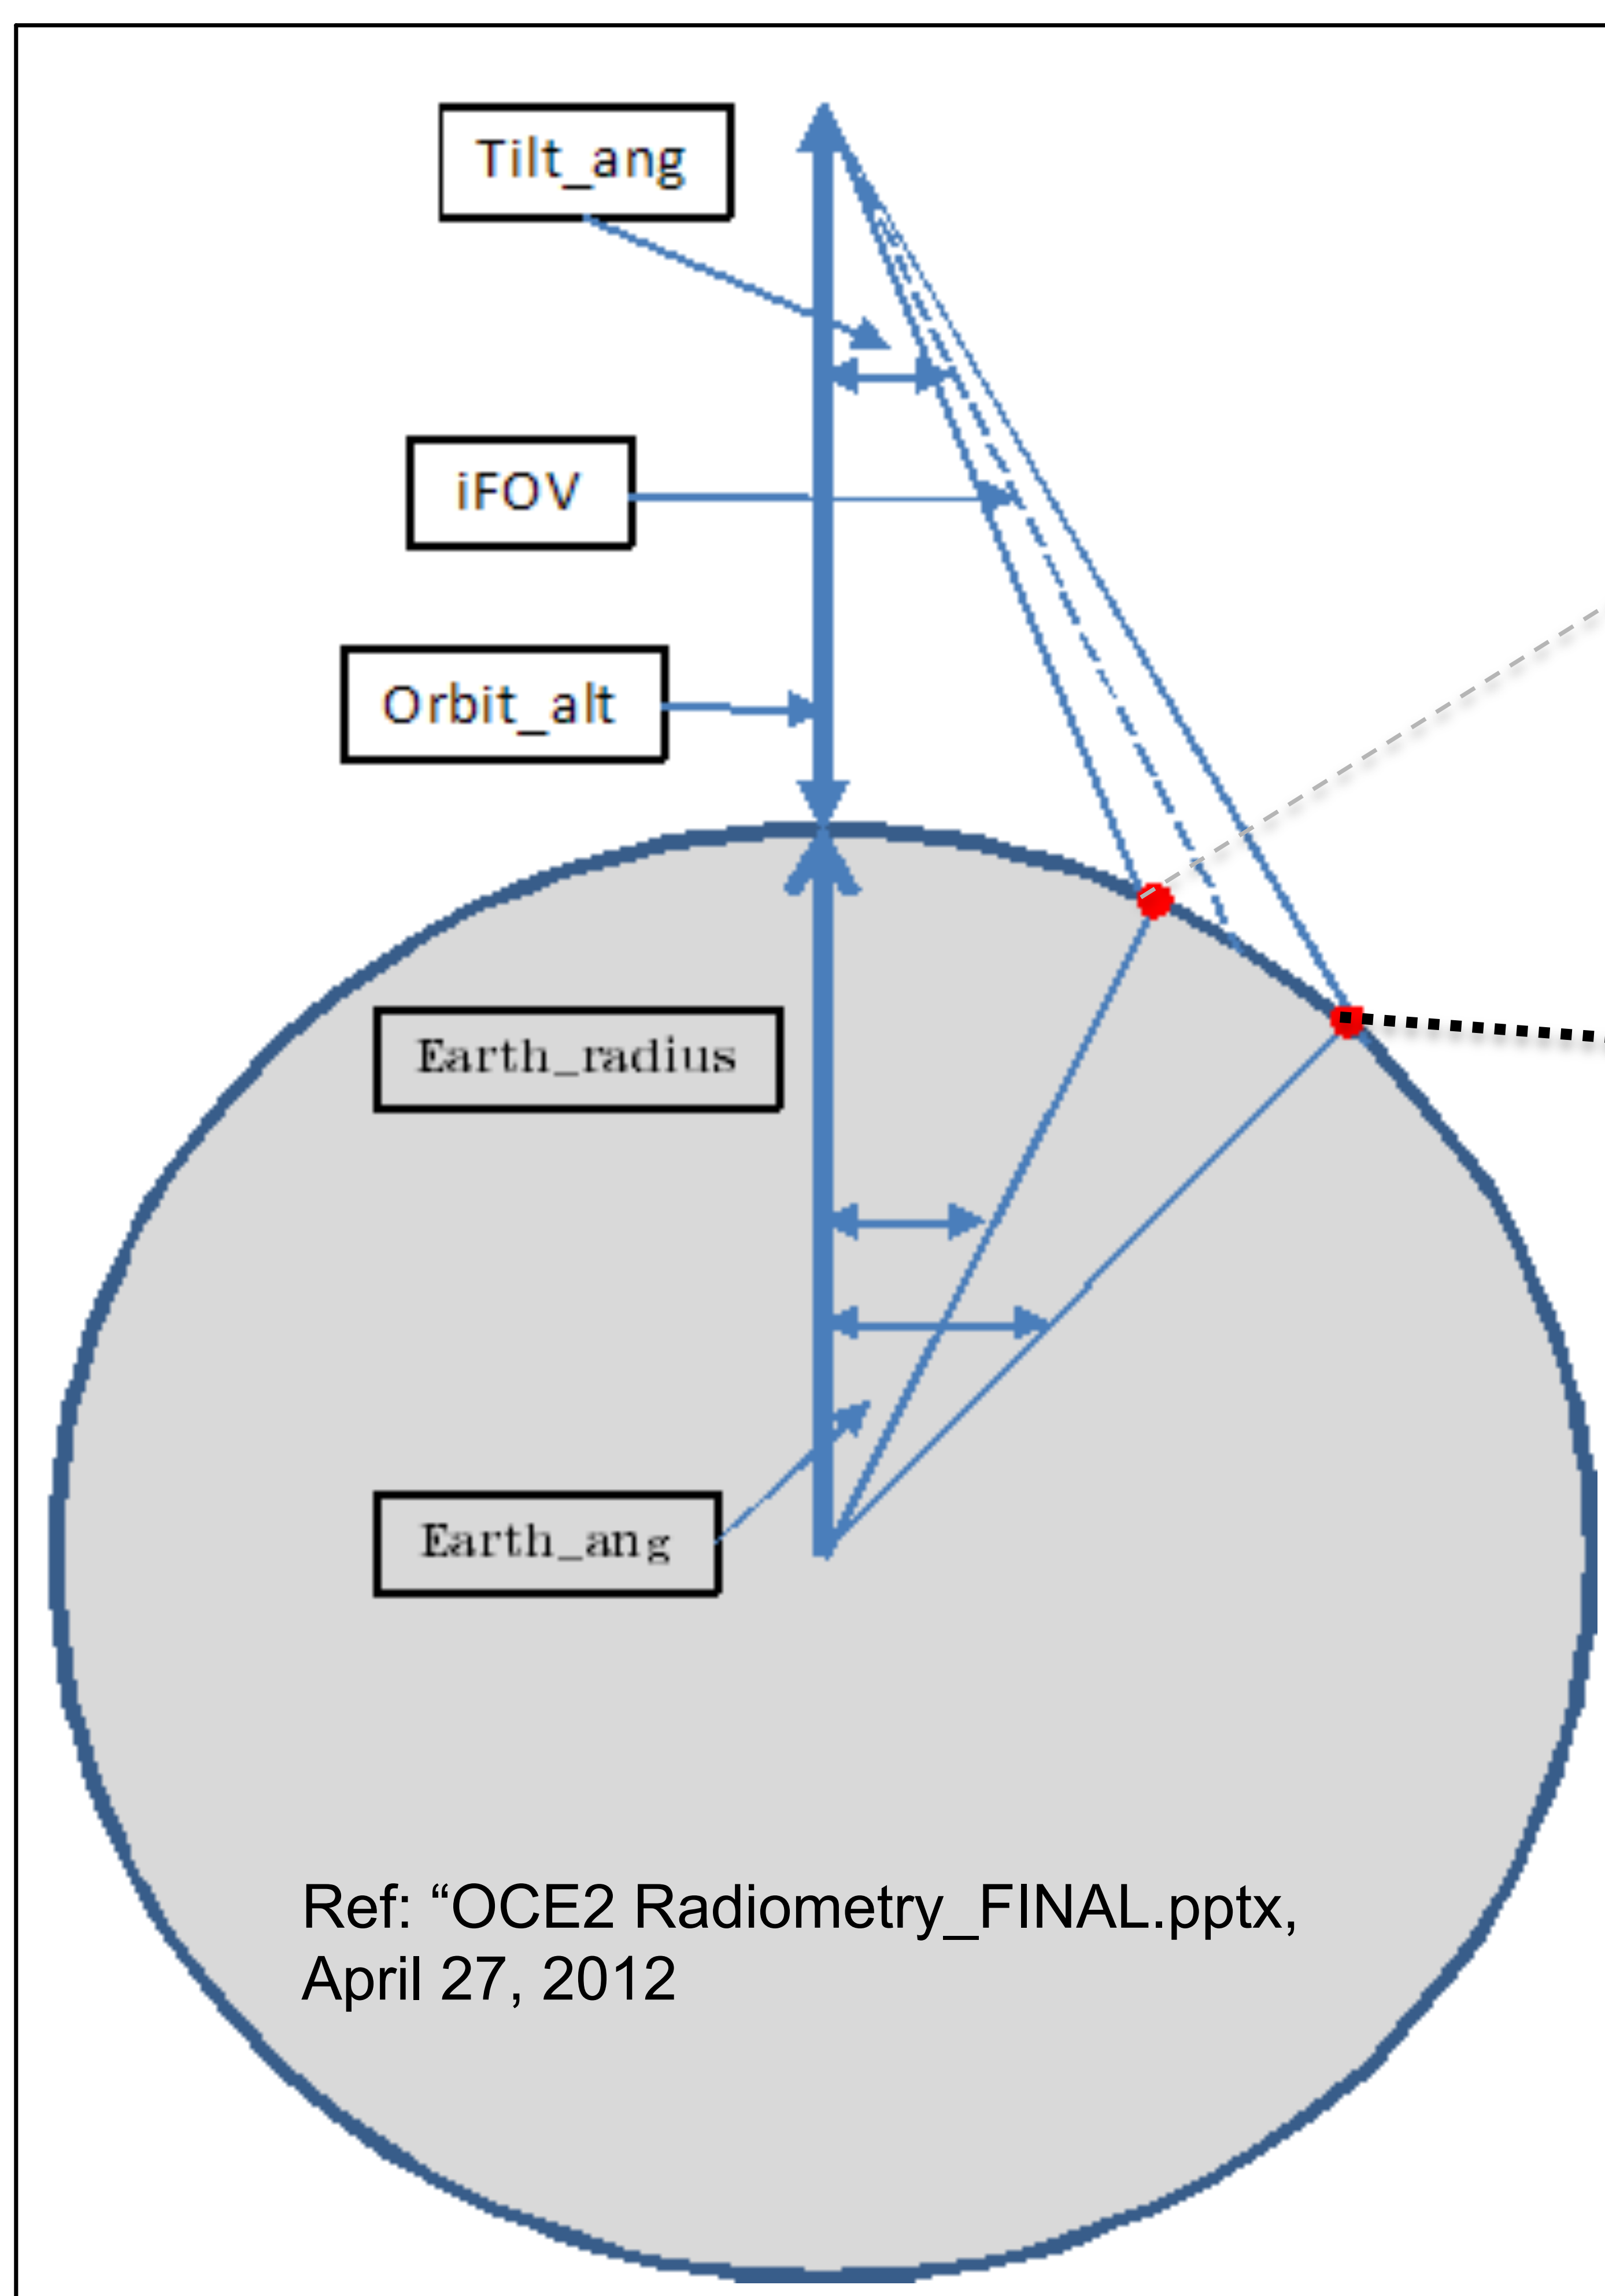 Tilt_ang
iFOV
Orbit_alt
Earth_radius
Earth_ang
Ref: “OCE2 Radiometry_FINAL.pptx,
April 27, 2012